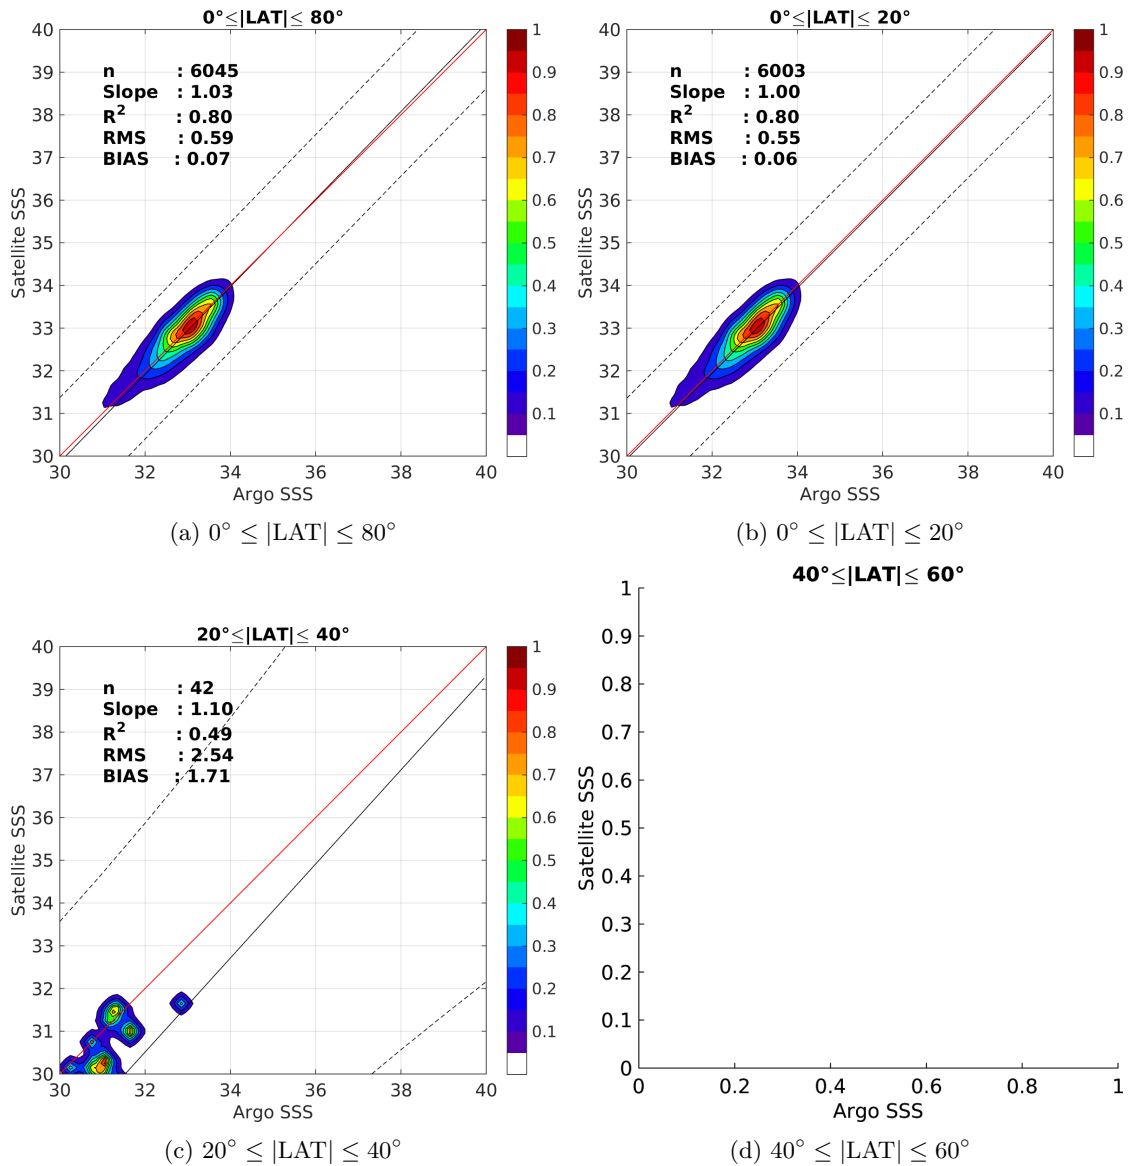 0°≤|LAT|≤ 80°
40
39
38
37
36
35
34
33
32
31
30
Satellite SSS
n : 6045
Slope : 1.03
R² : 0.80
RMS : 0.59
BIAS : 0.07
30 32 34 36 38 40
Argo SSS
1
0.9
0.8
0.7
0.6
0.5
0.4
0.3
0.2
0.1
(a) 0° ≤ |LAT| ≤ 80°
0°≤|LAT|≤ 20°
40
39
38
37
36
35
34
33
32
31
30
Satellite SSS
n : 6003
Slope : 1.00
R² : 0.80
RMS : 0.55
BIAS : 0.06
30 32 34 36 38 40
Argo SSS
1
0.9
0.8
0.7
0.6
0.5
0.4
0.3
0.2
0.1
(b) 0° ≤ |LAT| ≤ 20°
20°≤|LAT|≤ 40°
40
39
38
37
36
35
34
33
32
31
30
Satellite SSS
n : 42
Slope : 1.10
R² : 0.49
RMS : 2.54
BIAS : 1.71
30 32 34 36 38 40
Argo SSS
1
0.9
0.8
0.7
0.6
0.5
0.4
0.3
0.2
0.1
(c) 20° ≤ |LAT| ≤ 40°
40°≤|LAT|≤ 60°
1
0.9
0.8
0.7
0.6
0.5
0.4
0.3
0.2
0.1
0
Satellite SSS
0 0.2 0.4 0.6 0.8 1
Argo SSS
(d) 40° ≤ |LAT| ≤ 60°